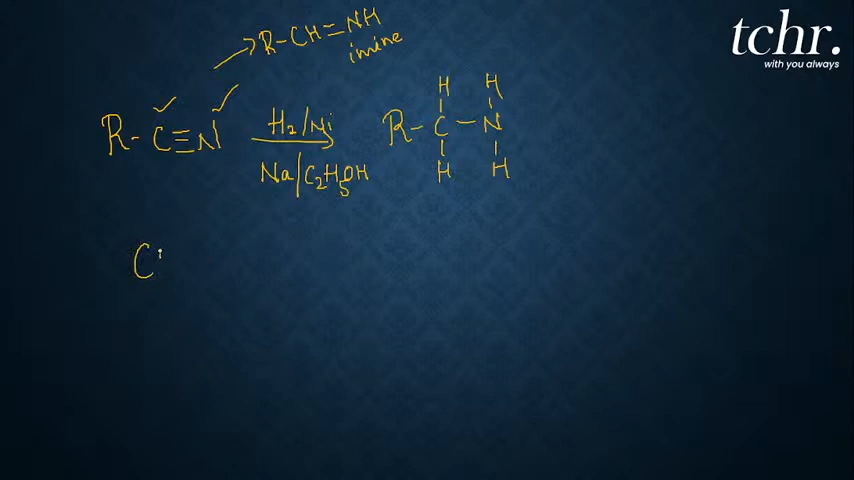 R-CH=NH
imine
tchr.
with you always
R-C≡N H₂/Ni R-C-N
H H
Na/C₂H₅OH
H H
C